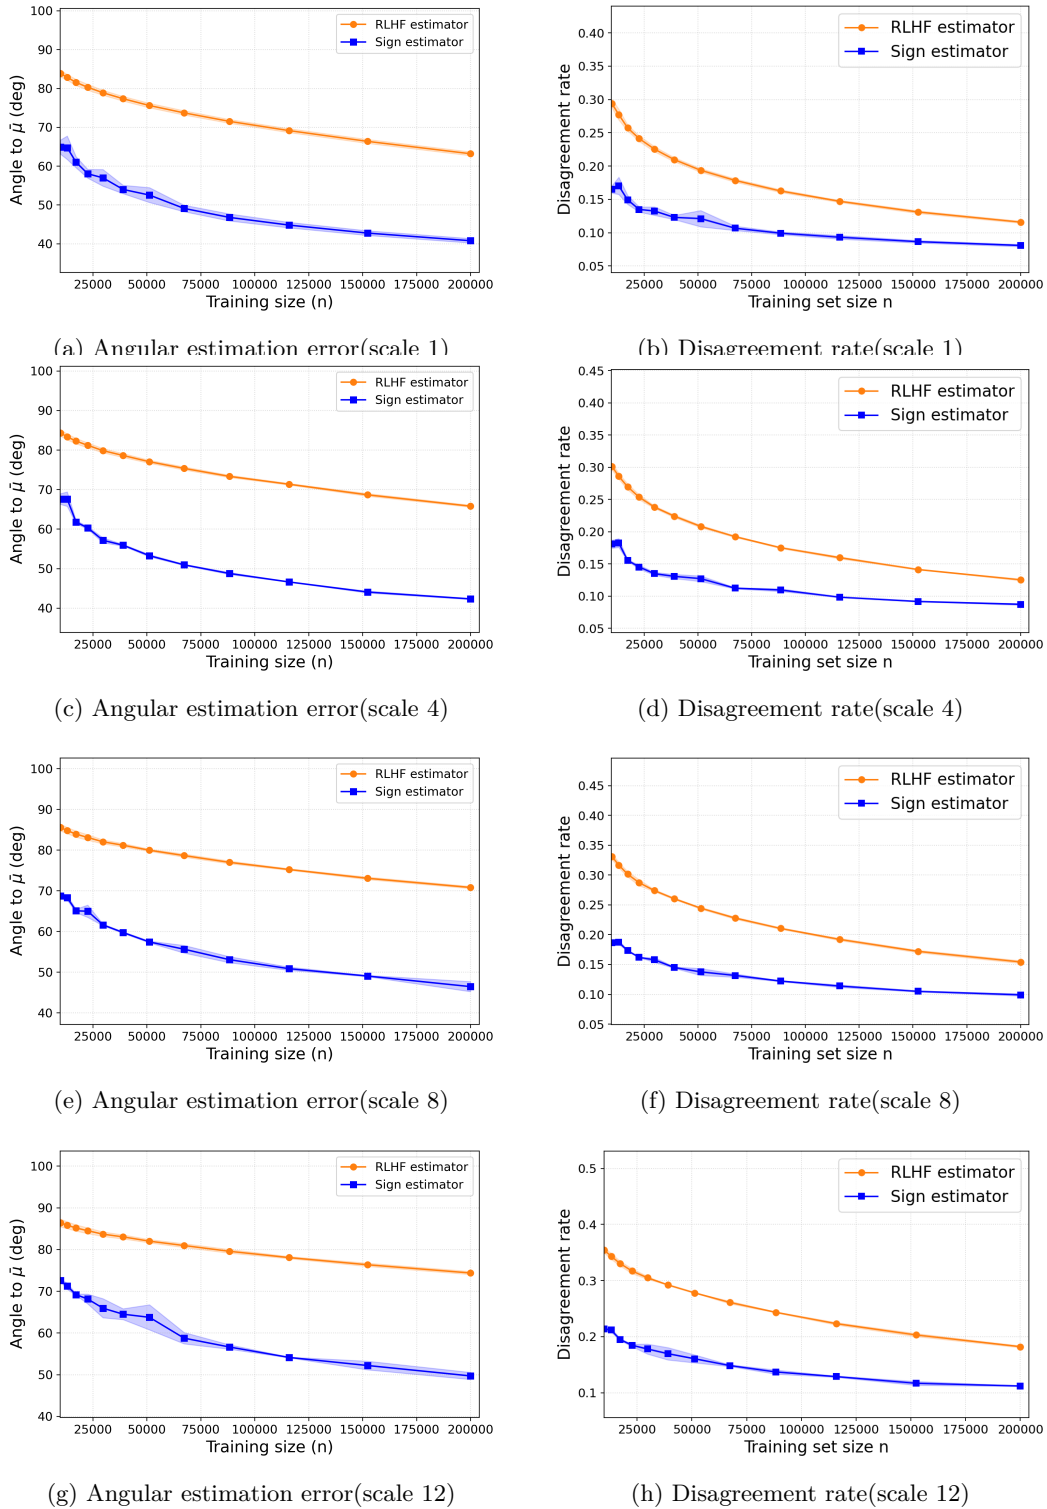 100
90
80
70
60
50
40
Angle to μ̄ (deg)
RLHF estimator
Sign estimator
25000 50000 75000 100000 125000 150000 175000 200000
Training size (n)
(a) Angular estimation error(scale 1)
0.40
0.30
0.25
0.20
0.15
0.10
0.05
Disagreement rate
RLHF estimator
Sign estimator
25000 50000 75000 100000 125000 150000 175000 200000
Training set size n
(b) Disagreement rate(scale 1)
100
90
80
70
60
50
40
Angle to μ̄ (deg)
RLHF estimator
Sign estimator
25000 50000 75000 100000 125000 150000 175000 200000
Training size (n)
(c) Angular estimation error(scale 4)
0.45
0.40
0.35
0.30
0.25
0.20
0.15
0.10
0.05
Disagreement rate
RLHF estimator
Sign estimator
25000 50000 75000 100000 125000 150000 175000 200000
Training set size n
(d) Disagreement rate(scale 4)
100
90
80
70
60
50
40
Angle to μ̄ (deg)
RLHF estimator
Sign estimator
25000 50000 75000 100000 125000 150000 175000 200000
Training size (n)
(e) Angular estimation error(scale 8)
0.45
0.40
0.35
0.30
0.25
0.20
0.15
0.10
0.05
Disagreement rate
RLHF estimator
Sign estimator
25000 50000 75000 100000 125000 150000 175000 200000
Training set size n
(f) Disagreement rate(scale 8)
100
90
80
70
60
50
40
Angle to μ̄ (deg)
RLHF estimator
Sign estimator
25000 50000 75000 100000 125000 150000 175000 200000
Training size (n)
(g) Angular estimation error(scale 12)
0.5
0.4
0.3
0.2
0.1
Disagreement rate
RLHF estimator
Sign estimator
25000 50000 75000 100000 125000 150000 175000 200000
Training set size n
(h) Disagreement rate(scale 12)